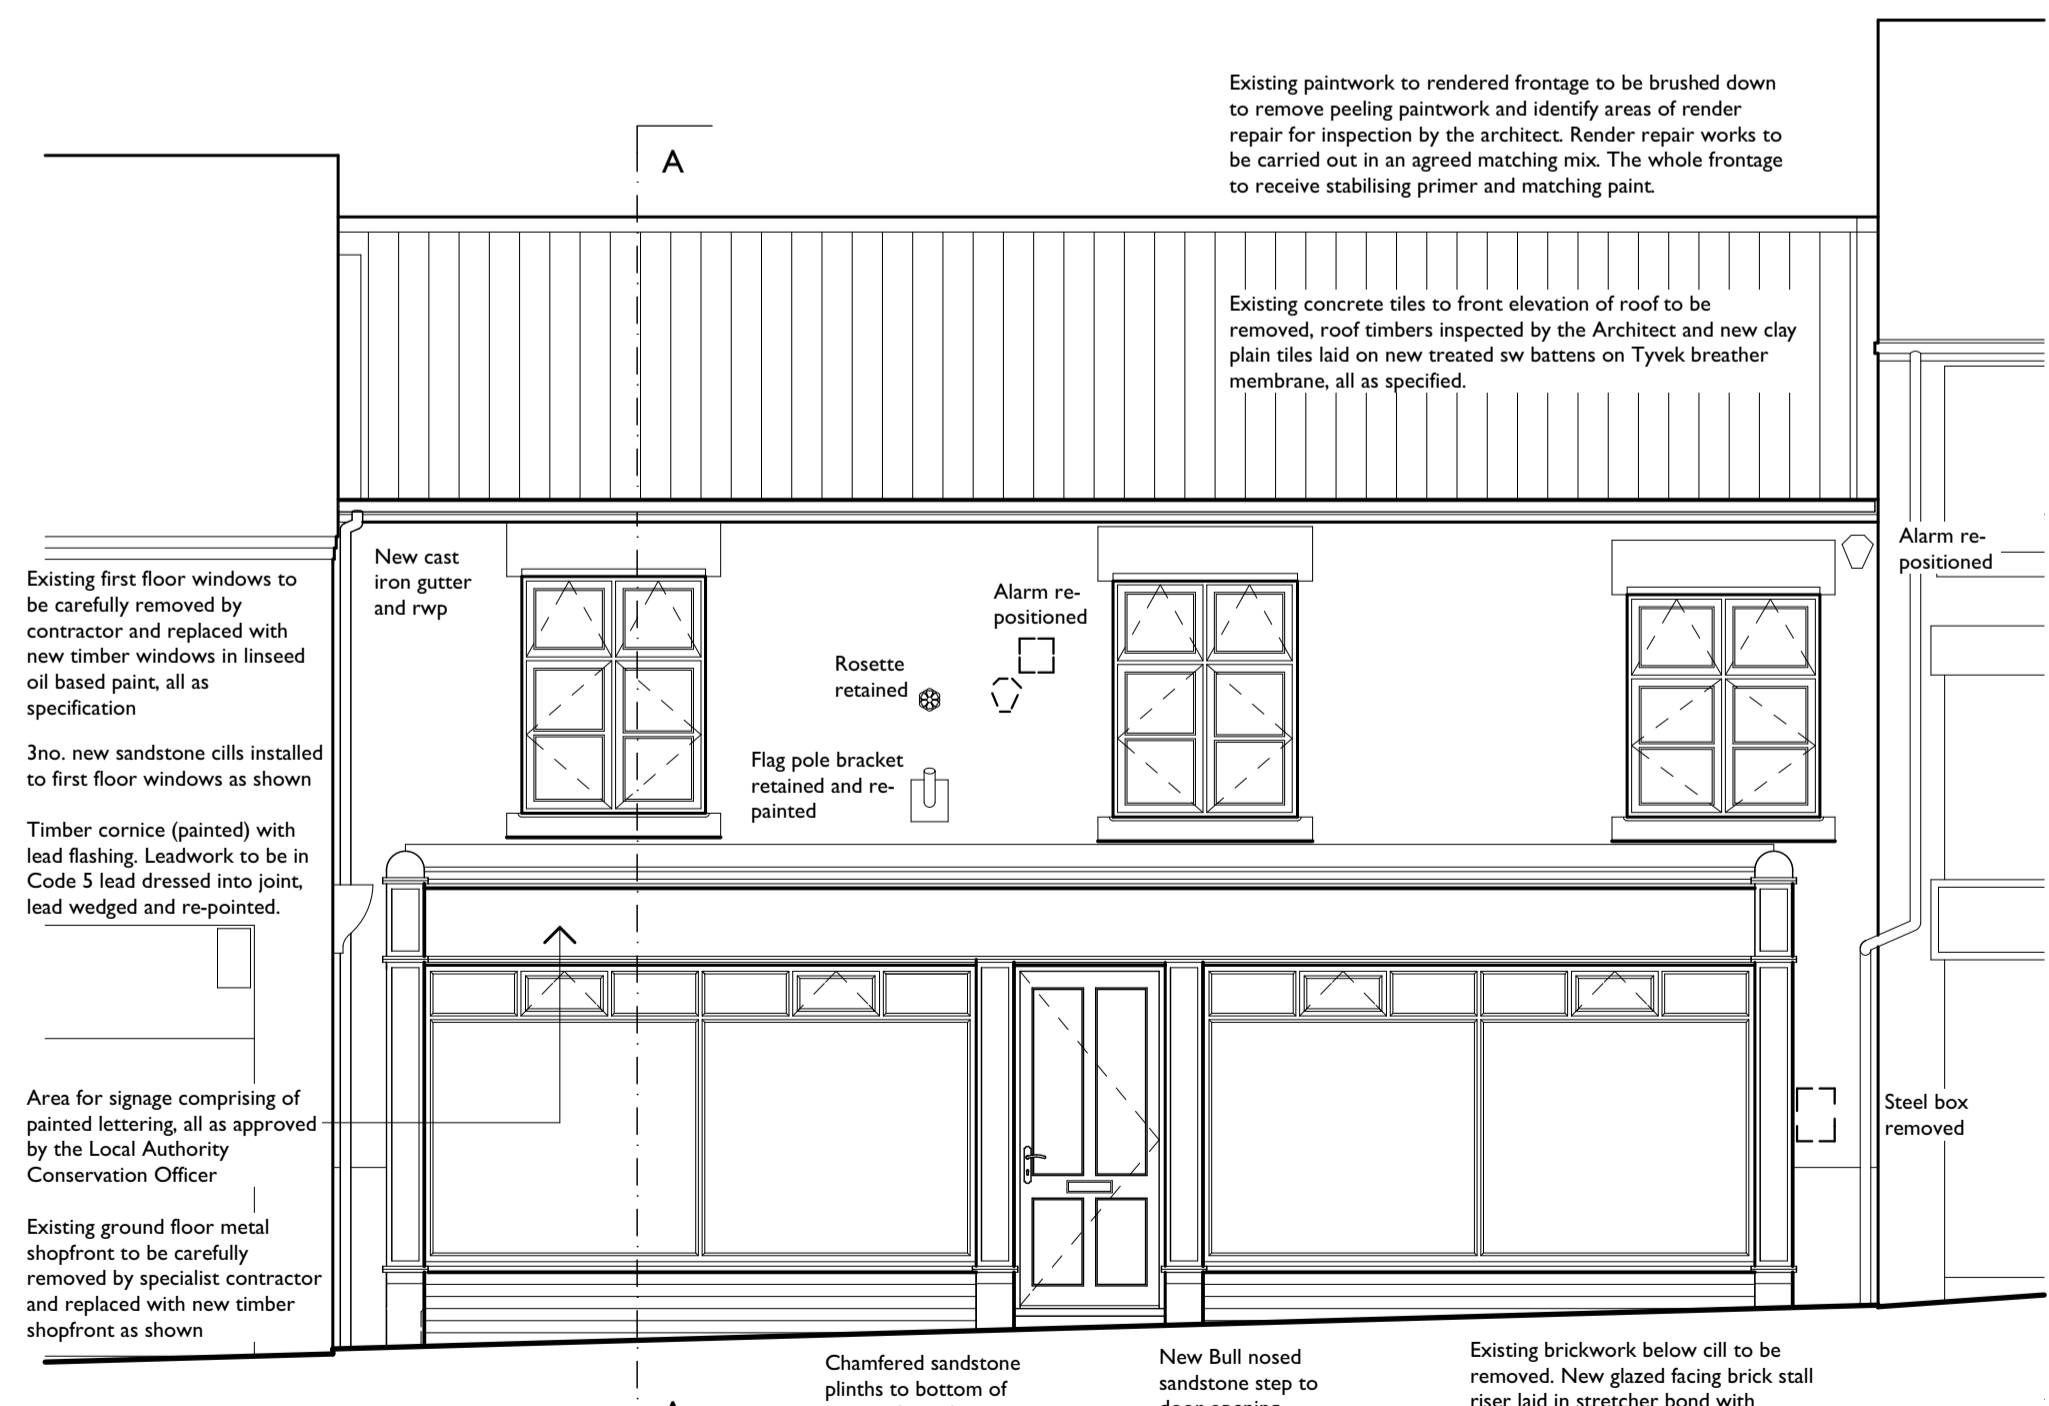 Existing paintwork to rendered frontage to be brushed down
to remove peeling paintwork and identify areas of render
repair for inspection by the architect. Render repair works to
be carried out in an agreed matching mix. The whole frontage
to receive stabilising primer and matching paint.
A
Existing concrete tiles to front elevation of roof to be
removed, roof timbers inspected by the Architect and new clay
plain tiles laid on new treated sw battens on Tyvek breather
membrane, all as specified.
New cast
iron gutter
and rwp
Alarm re-
positioned
Existing first floor windows to
be carefully removed by
contractor and replaced with
new timber windows in linseed
oil based paint, all as
specification
Alarm re-
positioned
Rosette
retained
3no. new sandstone cills installed
to first floor windows as shown
Flag pole bracket
retained and re-
painted
Timber cornice (painted) with
lead flashing. Leadwork to be in
Code 5 lead dressed into joint,
lead wedged and re-pointed.
Area for signage comprising of
painted lettering, all as approved
by the Local Authority
Conservation Officer
Steel box
removed
Existing ground floor metal
shopfront to be carefully
removed by specialist contractor
and replaced with new timber
shopfront as shown
Chamfered sandstone
plinths to bottom of
New Bull nosed
sandstone step to
door opening
Existing brickwork below cill to be
removed. New glazed facing brick stall
riser laid in stretcher bond with